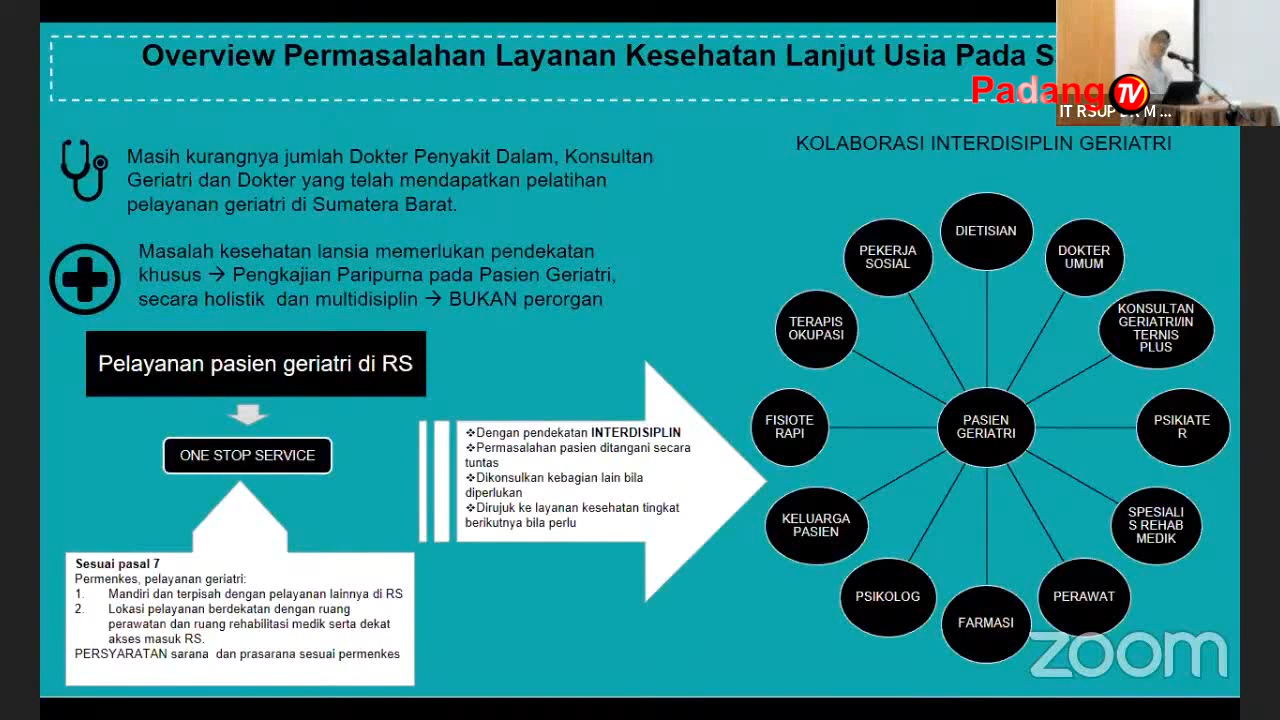 Overview Permasalahan Layanan Kesehatan Lanjut Usia Pada S
Padang TV
IT RSUP DR M ...
Masih kurangnya jumlah Dokter Penyakit Dalam, Konsultan
Geriatri dan Dokter yang telah mendapatkan pelatihan
pelayanan geriatri di Sumatera Barat.
Masalah kesehatan lansia memerlukan pendekatan
khusus → Pengkajian Paripurna pada Pasien Geriatri,
secara holistik dan multidisiplin → BUKAN perorgan
Pelayanan pasien geriatri di RS
ONE STOP SERVICE
Sesuai pasal 7
Permenkes, pelayanan geriatri:
1. Mandiri dan terpisah dengan pelayanan lainnya di RS
2. Lokasi pelayanan berdekatan dengan ruang
perawatan dan ruang rehabilitasi medik serta dekat
akses masuk RS.
PERSYARATAN sarana dan prasarana sesuai permenkes
❖Dengan pendekatan INTERDISIPLIN
❖Permasalahan pasien ditangani secara
tuntas
❖Dikonsulkan kebagian lain bila
diperlukan
❖Dirujuk ke layanan kesehatan tingkat
berikutnya bila perlu
KOLABORASI INTERDISIPLIN GERIATRI
DIETISIAN
DOKTER
UMUM
KONSULTAN
GERIATRI/IN
TERNIS
PLUS
PSIKIATE
R
SPESIALI
S REHAB
MEDIK
PERAWAT
FARMASI
PSIKOLOG
KELUARGA
PASIEN
FISIOTE
RAPI
TERAPIS
OKUPASI
PEKERJA
SOSIAL
PASIEN
GERIATRI
zoom